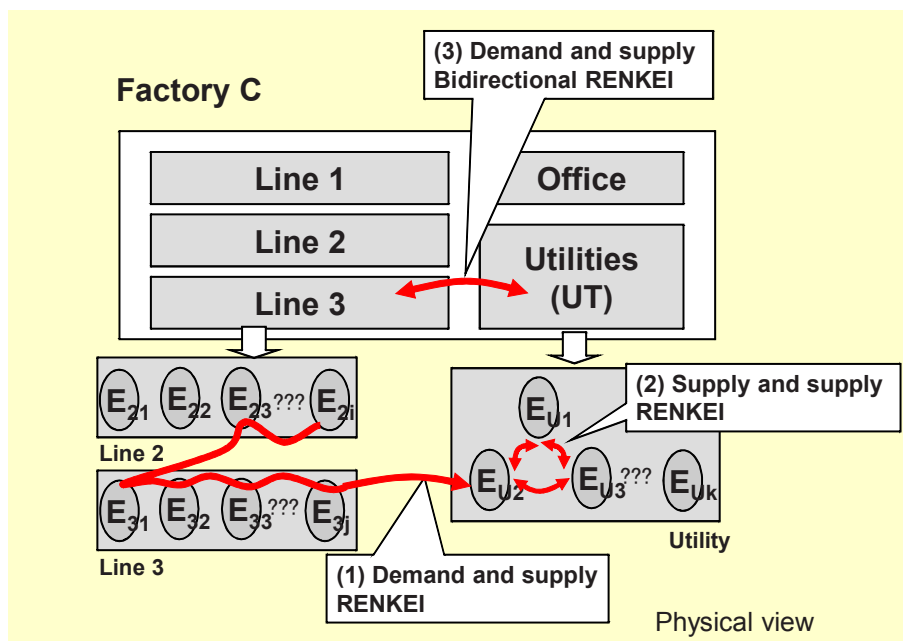 (3) Demand and supply
Bidirectional RENKEI
Factory C
Line 1
Office
Line 2
Utilities
(UT)
Line 3
E21 E22 E23 ??? E2i
Line 2
(2) Supply and supply
RENKEI
EU1
EU2 EU3 ??? EUk
Utility
E31 E32 E33 ??? E3j
Line 3
(1) Demand and supply
RENKEI
Physical view